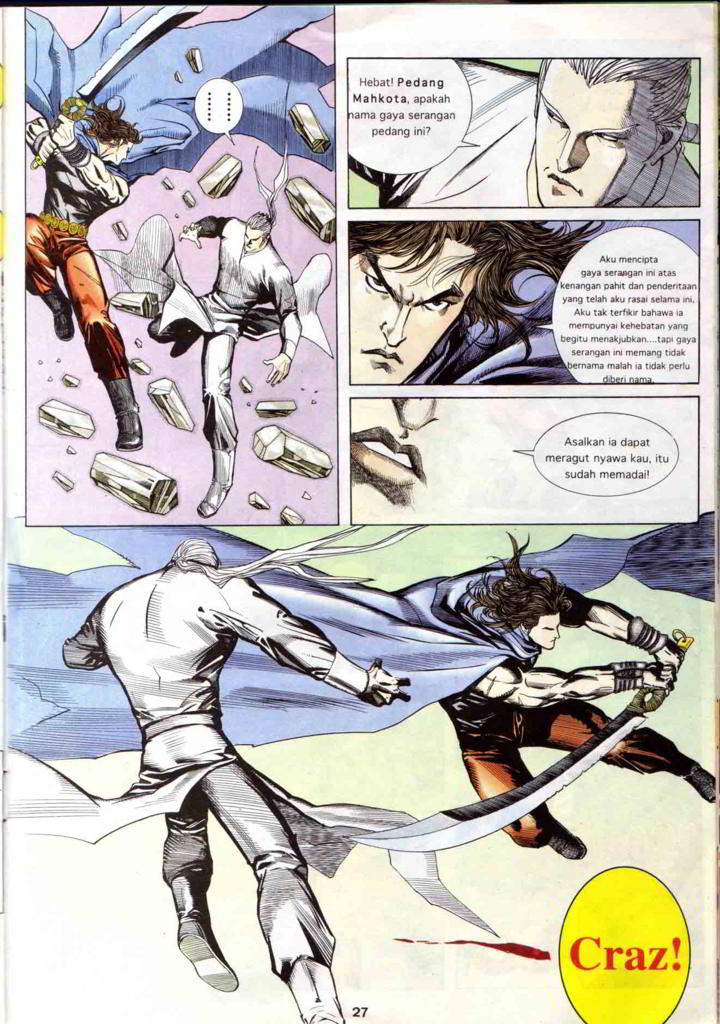 Hebat! Pedang
Mahkota, apakah
nama gaya serangan
pedang ini?
Aku mencipta
gaya serangan ini atas
kenangan pahit dan penderitaan
yang telah aku rasai selama ini.
Aku tak terfikir bahawa ia
mempunyai kehebatan yang
begitu menakjubkan....tapi gaya
serangan ini memang tidak
bernama malah ia tidak perlu
diberi nama.
Asalkan ia dapat
meragut nyawa kau, itu
sudah memadai!
Craz!
27